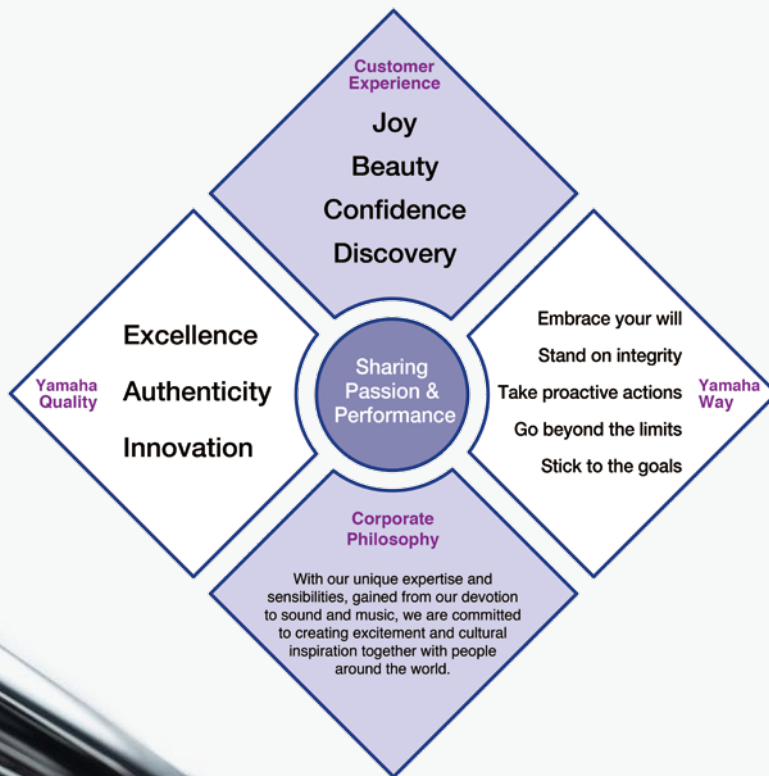 Customer
Experience
Joy
Beauty
Confidence
Discovery
Yamaha
Quality
Excellence
Authenticity
Innovation
Sharing
Passion &
Performance
Embrace your will
Stand on integrity
Take proactive actions
Go beyond the limits
Stick to the goals
Yamaha
Way
Corporate
Philosophy
With our unique expertise and
sensibilities, gained from our devotion
to sound and music, we are committed
to creating excitement and cultural
inspiration together with people
around the world.